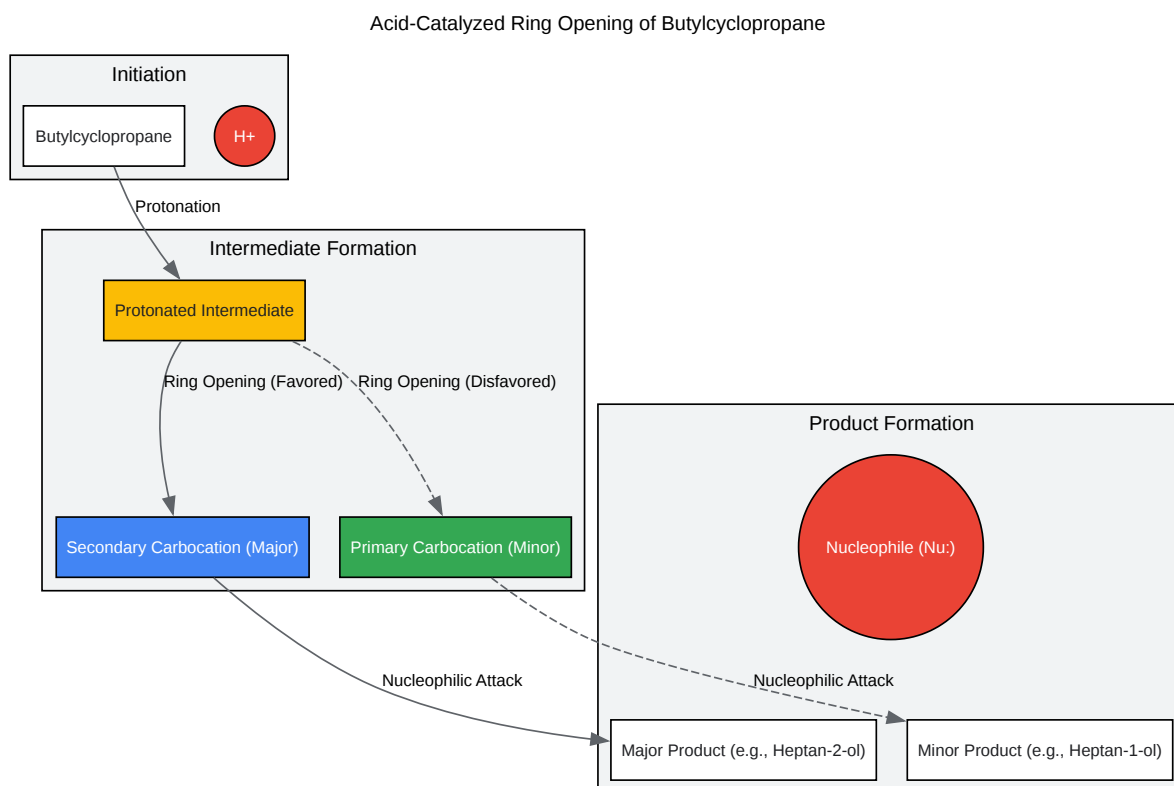 Acid-Catalyzed Ring Opening of Butylcyclopropane
Initiation
Butylcyclopropane
H+
Protonation
Intermediate Formation
Protonated Intermediate
Ring Opening (Favored)
Ring Opening (Disfavored)
Secondary Carbocation (Major)
Primary Carbocation (Minor)
Product Formation
Nucleophile (Nu:)
Nucleophilic Attack
Nucleophilic Attack
Major Product (e.g., Heptan-2-ol)
Minor Product (e.g., Heptan-1-ol)